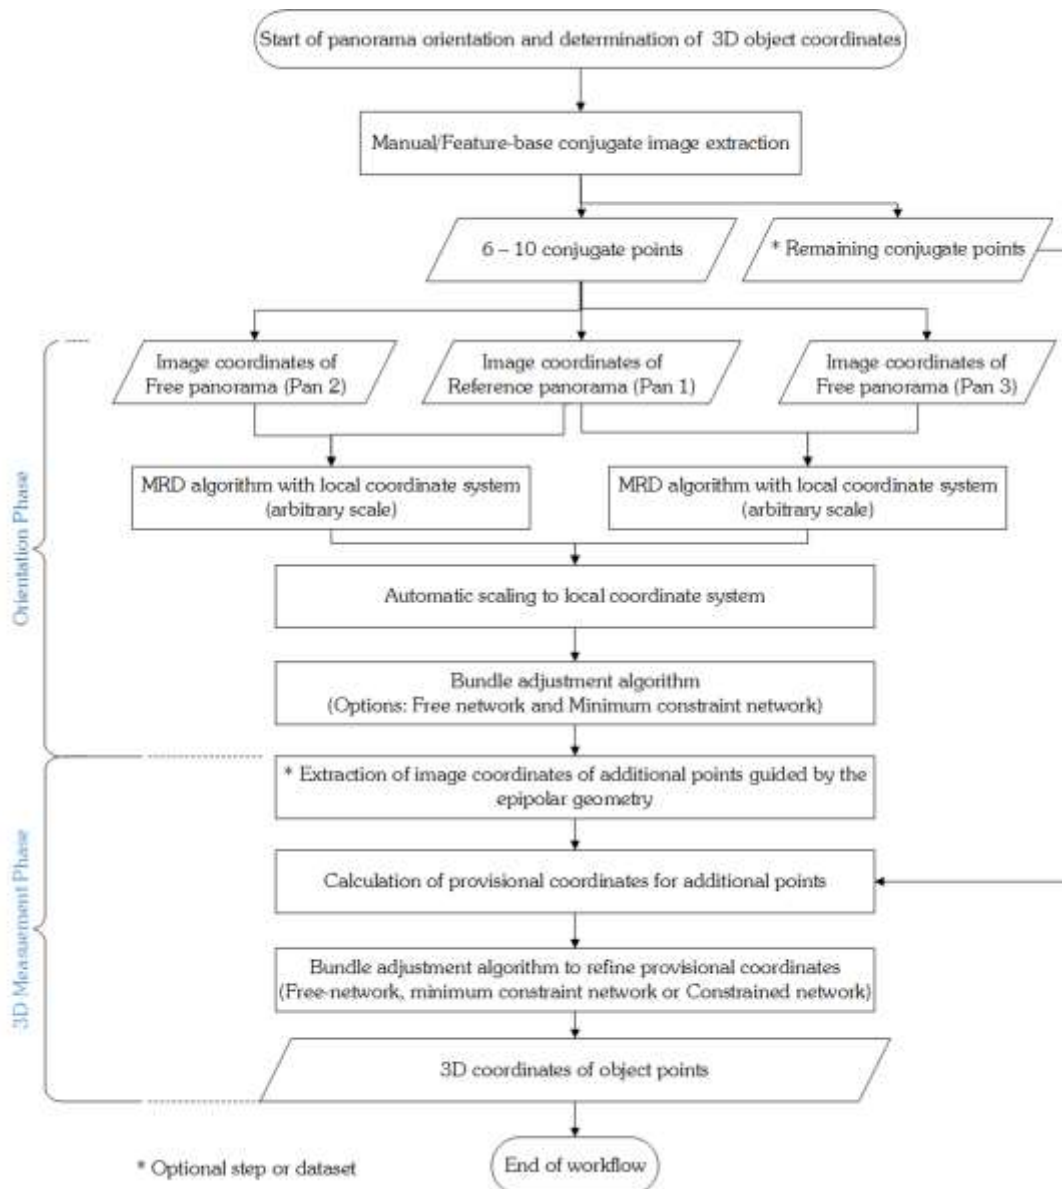 Start of panorama orientation and determination of 3D object coordinates
Manual/Feature-base conjugate image extraction
6 – 10 conjugate points
* Remaining conjugate points
Image coordinates of
Free panorama (Pan 2)
Image coordinates of
Reference panorama (Pan 1)
Image coordinates of
Free panorama (Pan 3)
MRD algorithm with local coordinate system
(arbitrary scale)
MRD algorithm with local coordinate system
(arbitrary scale)
Orientation Phase
Automatic scaling to local coordinate system
Bundle adjustment algorithm
(Options: Free network and Minimum constraint network)
* Extraction of image coordinates of additional points guided by the
epipolar geometry
Calculation of provisional coordinates for additional points
3D Measuement Phase
Bundle adjustment algorithm to refine provisional coordinates
(Free-network, minimum constraint network or Constrained network)
3D coordinates of object points
* Optional step or dataset
End of workflow